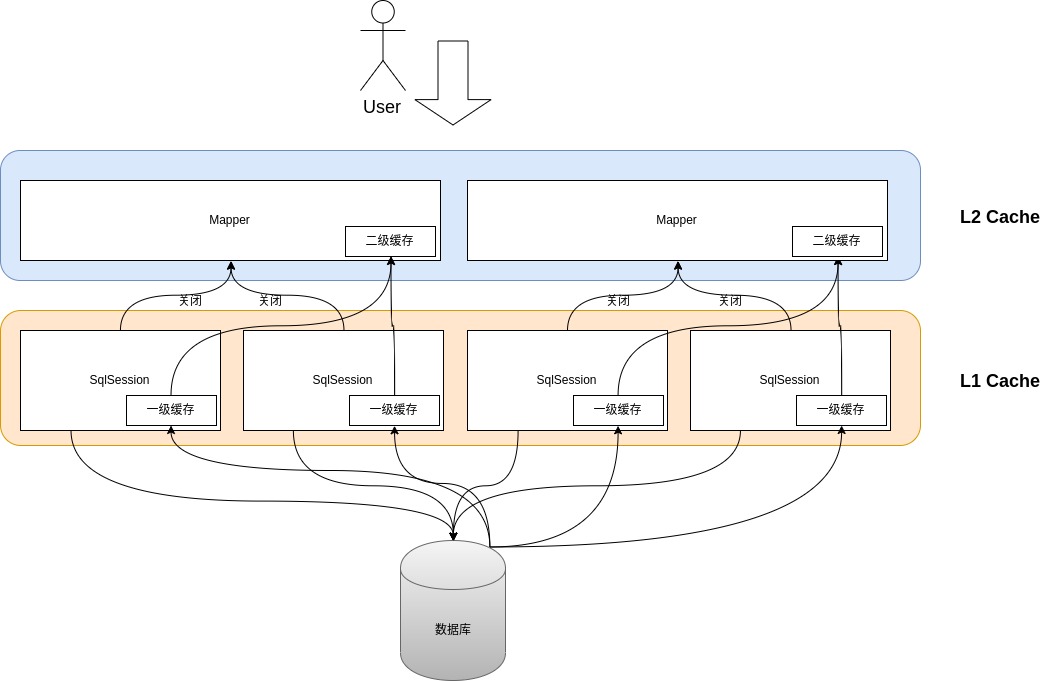 User
Mapper
二级缓存
Mapper
二级缓存
L2 Cache
关闭
关闭
关闭
关闭
SqlSession
一级缓存
SqlSession
一级缓存
SqlSession
一级缓存
SqlSession
一级缓存
L1 Cache
数据库